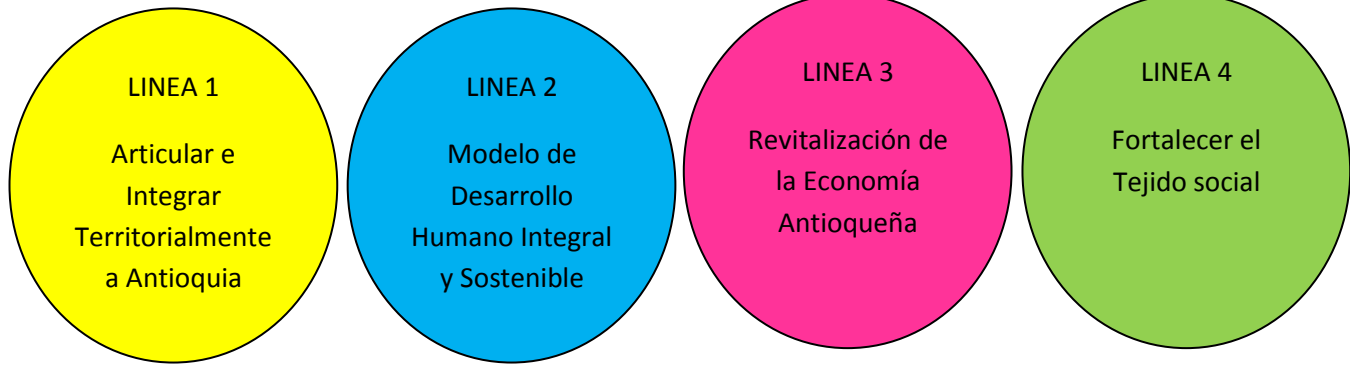 LINEA 1
Articular e
Integrar
Territorialmente
a Antioquia
LINEA 2
Modelo de
Desarrollo
Humano Integral
y Sostenible
LINEA 3
Revitalización de
la Economía
Antioqueña
LINEA 4
Fortalecer el
Tejido social